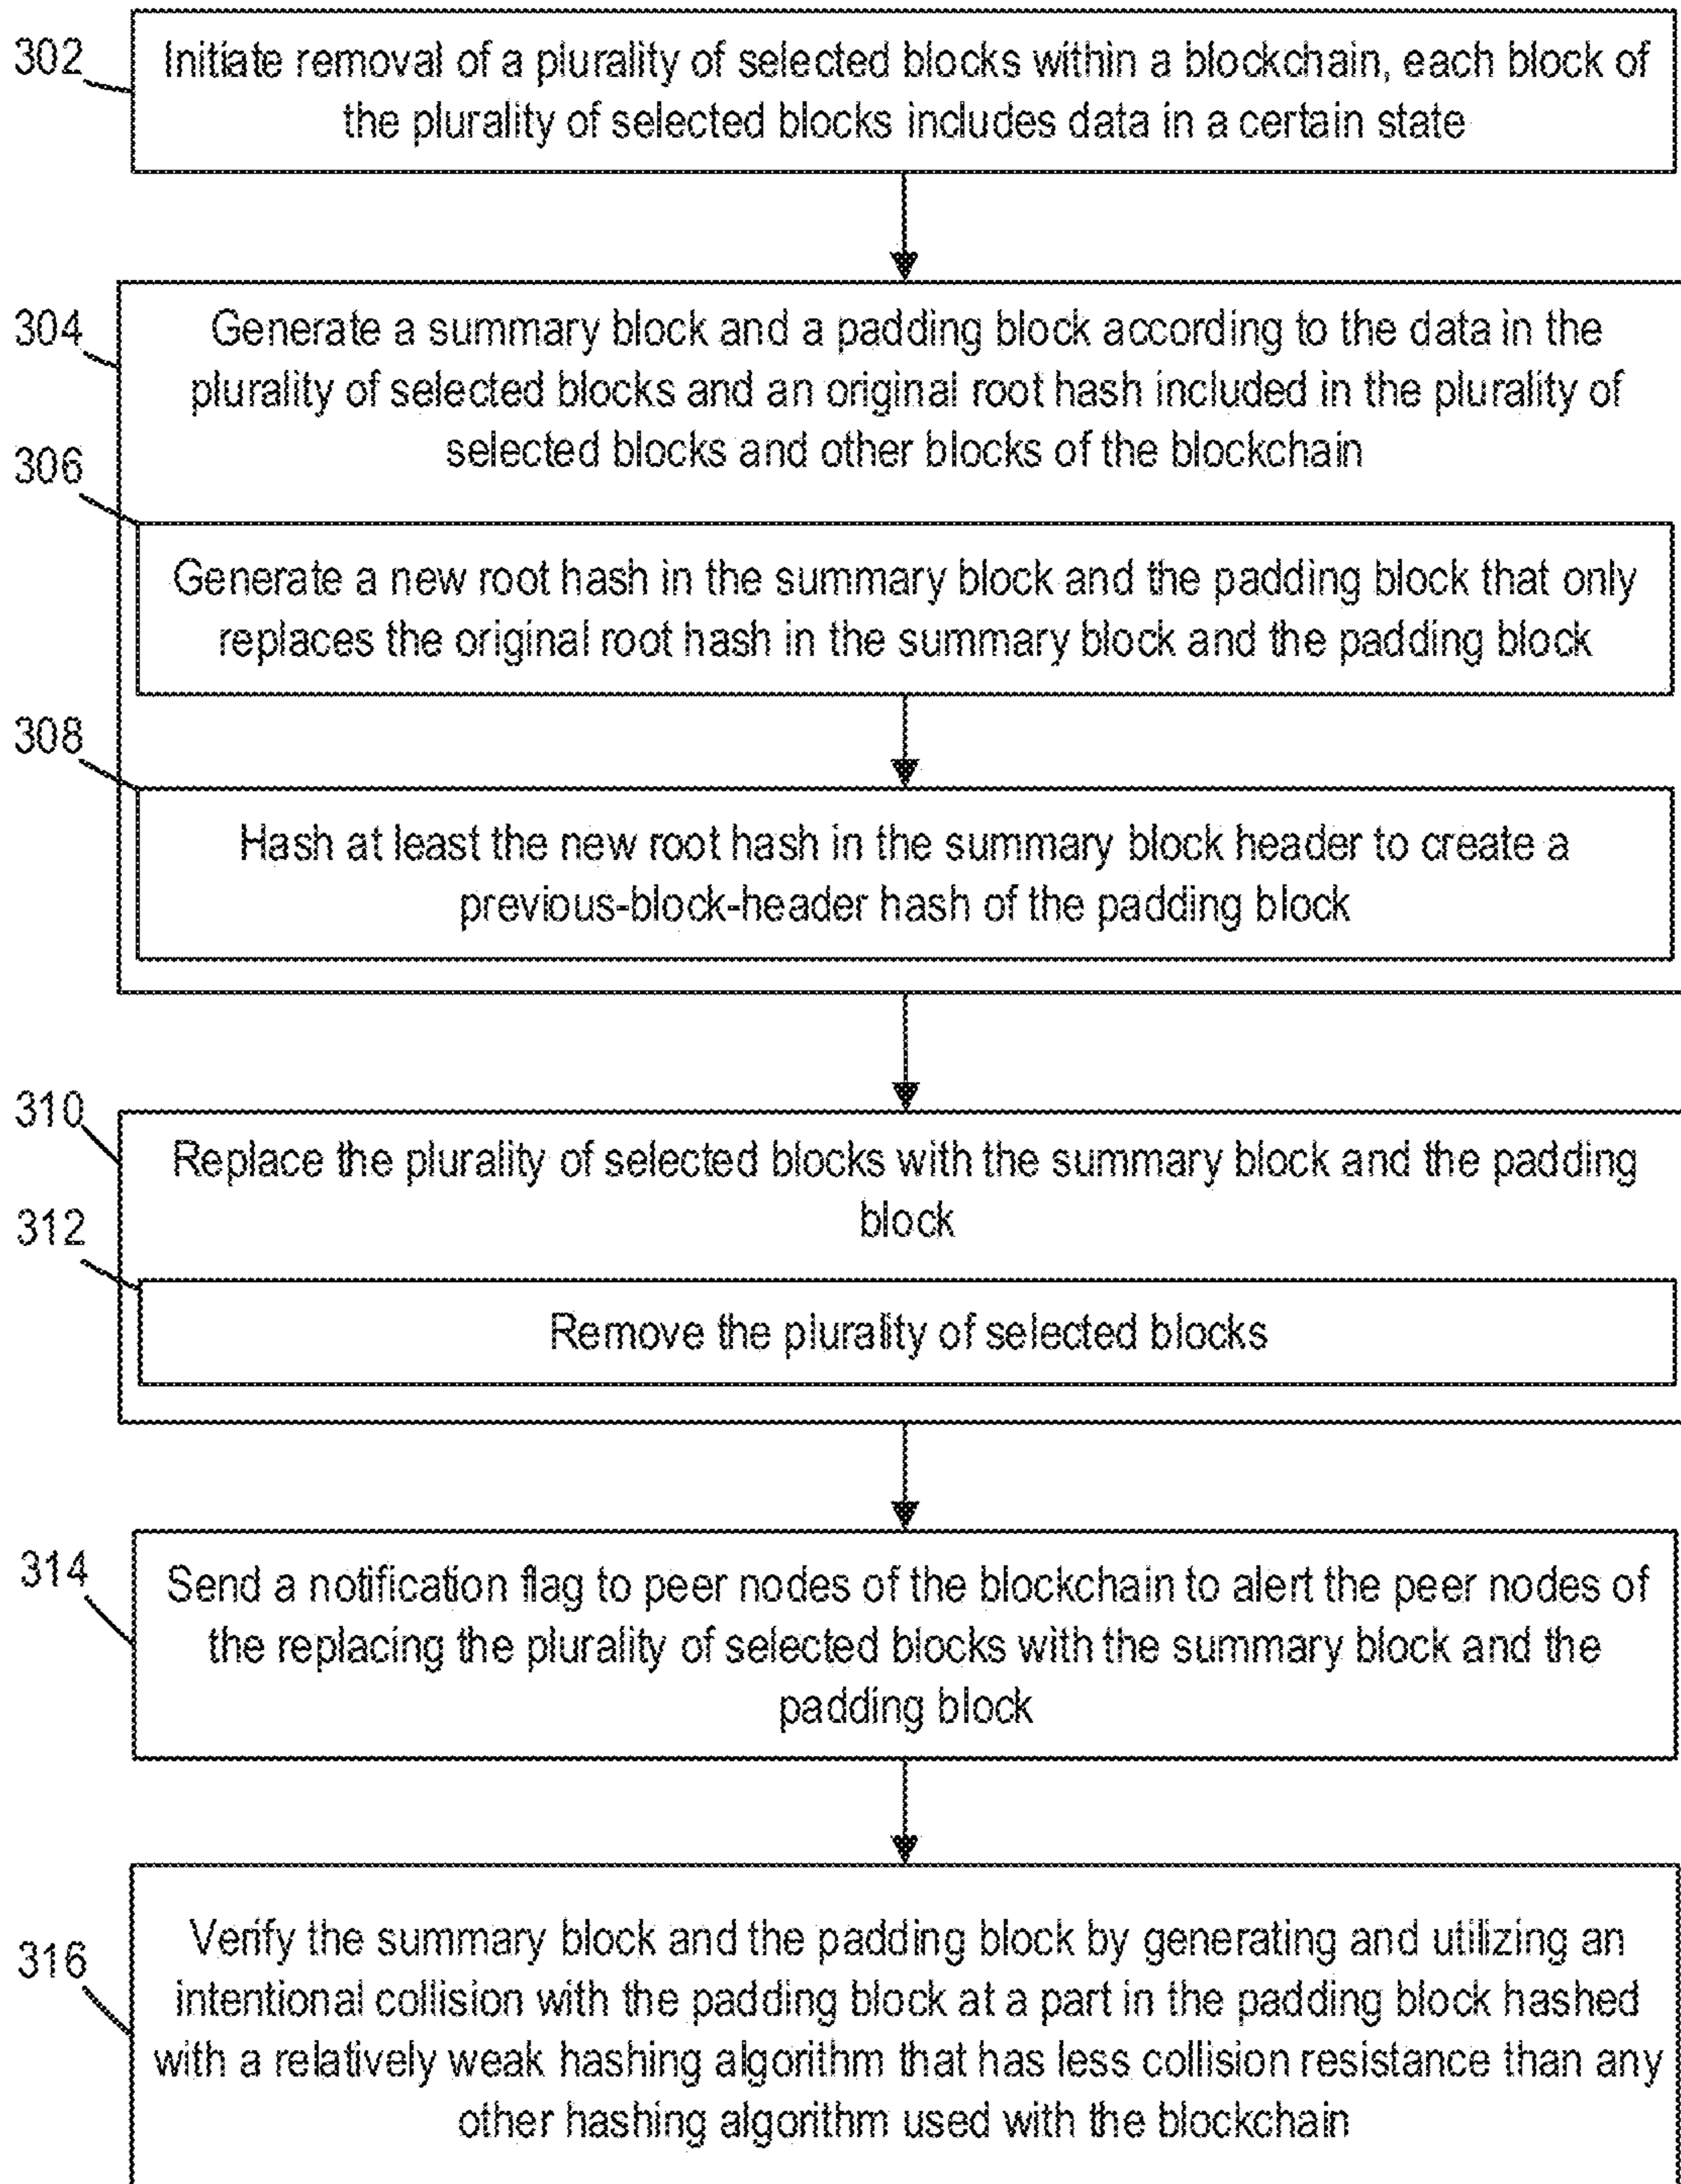 302
Initiate removal of a plurality of selected blocks within a blockchain, each block of
the plurality of selected blocks includes data in a certain state
304
Generate a summary block and a padding block according to the data in the
plurality of selected blocks and an original root hash included in the plurality of
selected blocks and other blocks of the blockchain
306
Generate a new root hash in the summary block and the padding block that only
replaces the original root hash in the summary block and the padding block
308
Hash at least the new root hash in the summary block header to create a
previous-block-header hash of the padding block
310
Replace the plurality of selected blocks with the summary block and the padding
block
312
Remove the plurality of selected blocks
314
Send a notification flag to peer nodes of the blockchain to alert the peer nodes of
the replacing the plurality of selected blocks with the summary block and the
padding block
316
Verify the summary block and the padding block by generating and utilizing an
intentional collision with the padding block at a part in the padding block hashed
with a relatively weak hashing algorithm that has less collision resistance than any
other hashing algorithm used with the blockchain